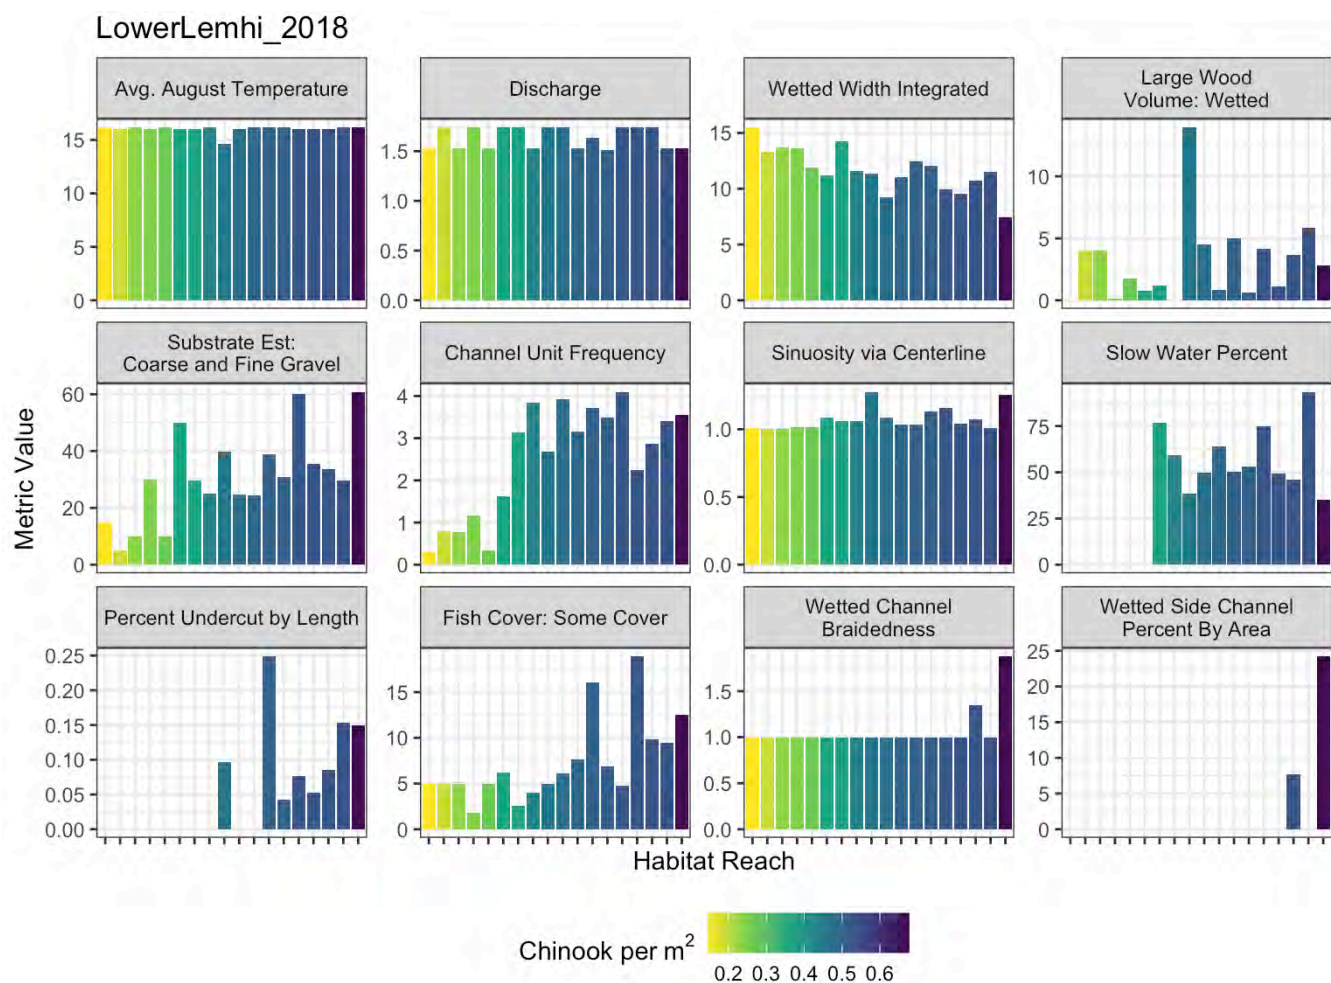 LowerLemhi_2018
Avg. August Temperature
Discharge
Wetted Width Integrated
Large Wood
Volume: Wetted
15
10
5
0
1.5
1.0
0.5
0.0
15
10
5
0
10
5
0
Substrate Est:
Coarse and Fine Gravel
Channel Unit Frequency
Sinuosity via Centerline
Slow Water Percent
60
40
20
0
4
3
2
1
0
1.0
0.5
0.0
75
50
25
0
Metric Value
Percent Undercut by Length
Fish Cover: Some Cover
Wetted Channel
Braidedness
Wetted Side Channel
Percent By Area
0.25
0.20
0.15
0.10
0.05
0.00
15
10
5
0
1.5
1.0
0.5
0.0
25
20
15
10
5
0
Habitat Reach
Chinook per m²
0.2 0.3 0.4 0.5 0.6